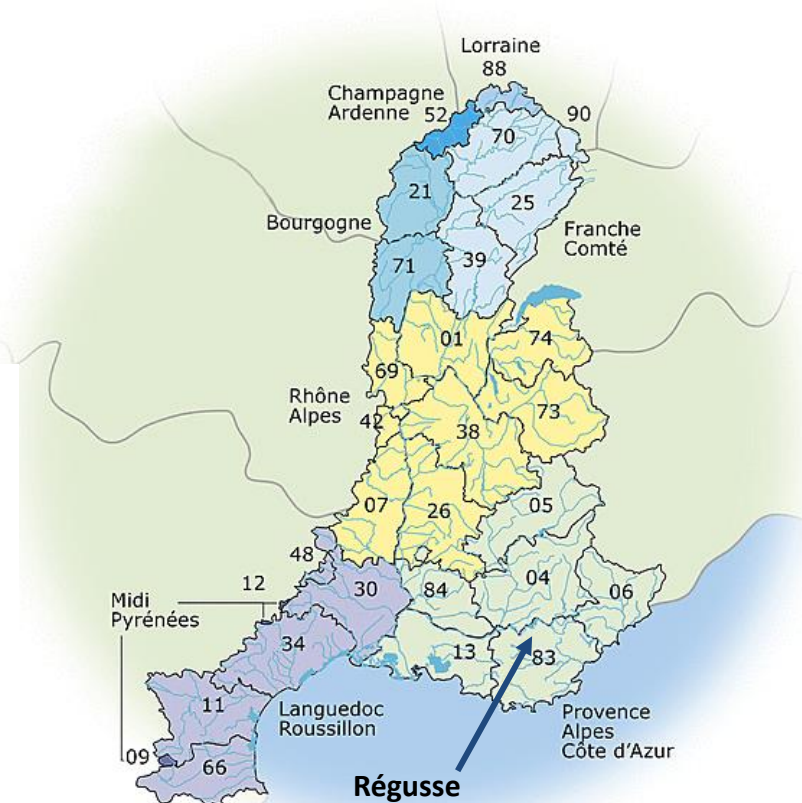 Lorraine
88
Champagne
Ardenne 52
90
70
21
25
Bourgogne
Franche
Comté
71
39
01
74
69
Rhône
Alpes
42
73
38
07
26
05
48
12
30
84
04
06
Midi
Pyrénées
34
13
83
11
Languedoc
Roussillon
Provence
Alpes
Côte d'Azur
09
66
Régusse